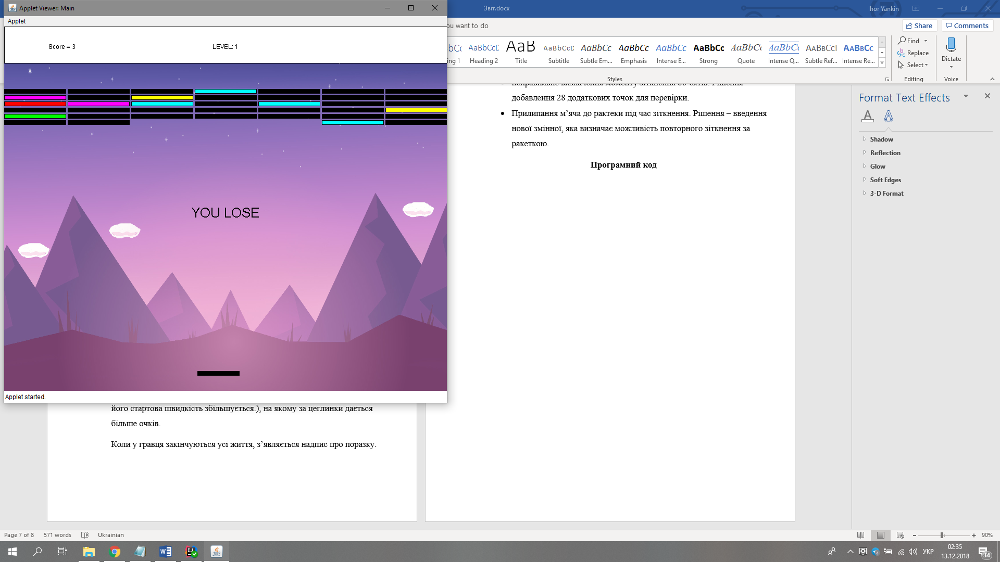 Applet Viewer: Main
Applet
Score = 3
LEVEL: 1
YOU LOSE
Applet started.
Звіт.docx
Ihor Yankin
ou want to do
Share
Comments
AaBbCcD
AaB
AaBbCcD
AaBbCc
AaBbCc
AaBbCc
AaBbCc
AaBbCc
AaBbCc
AaBbCcI
AaBbCc
ing 1
Heading 2
Title
Subtitle
Subtle Em...
Emphasis
Intense E...
Strong
Quote
Intense Q...
Subtle Ref...
Intense Re...
Styles
Find
Replace
Select
Editing
Dictate
Voice
добавлення 28 додаткових точок для перевірки.
Прилипання м’яча до рактеки під час зіткнення. Рішення – введення
нової змінної, яка визначає можливість повторного зіткнення за
ракеткою.
Програмний код
його стартова швидкість збільшується.), на якому за цеглинки дається
більше очків.
Коли у гравця закінчуються усі життя, з’являється надпис про поразку.
Format Text Effects
Shadow
Reflection
Glow
Soft Edges
3-D Format
Page 7 of 8
571 words
Ukrainian
90%
УКР
02:35
13.12.2018
34